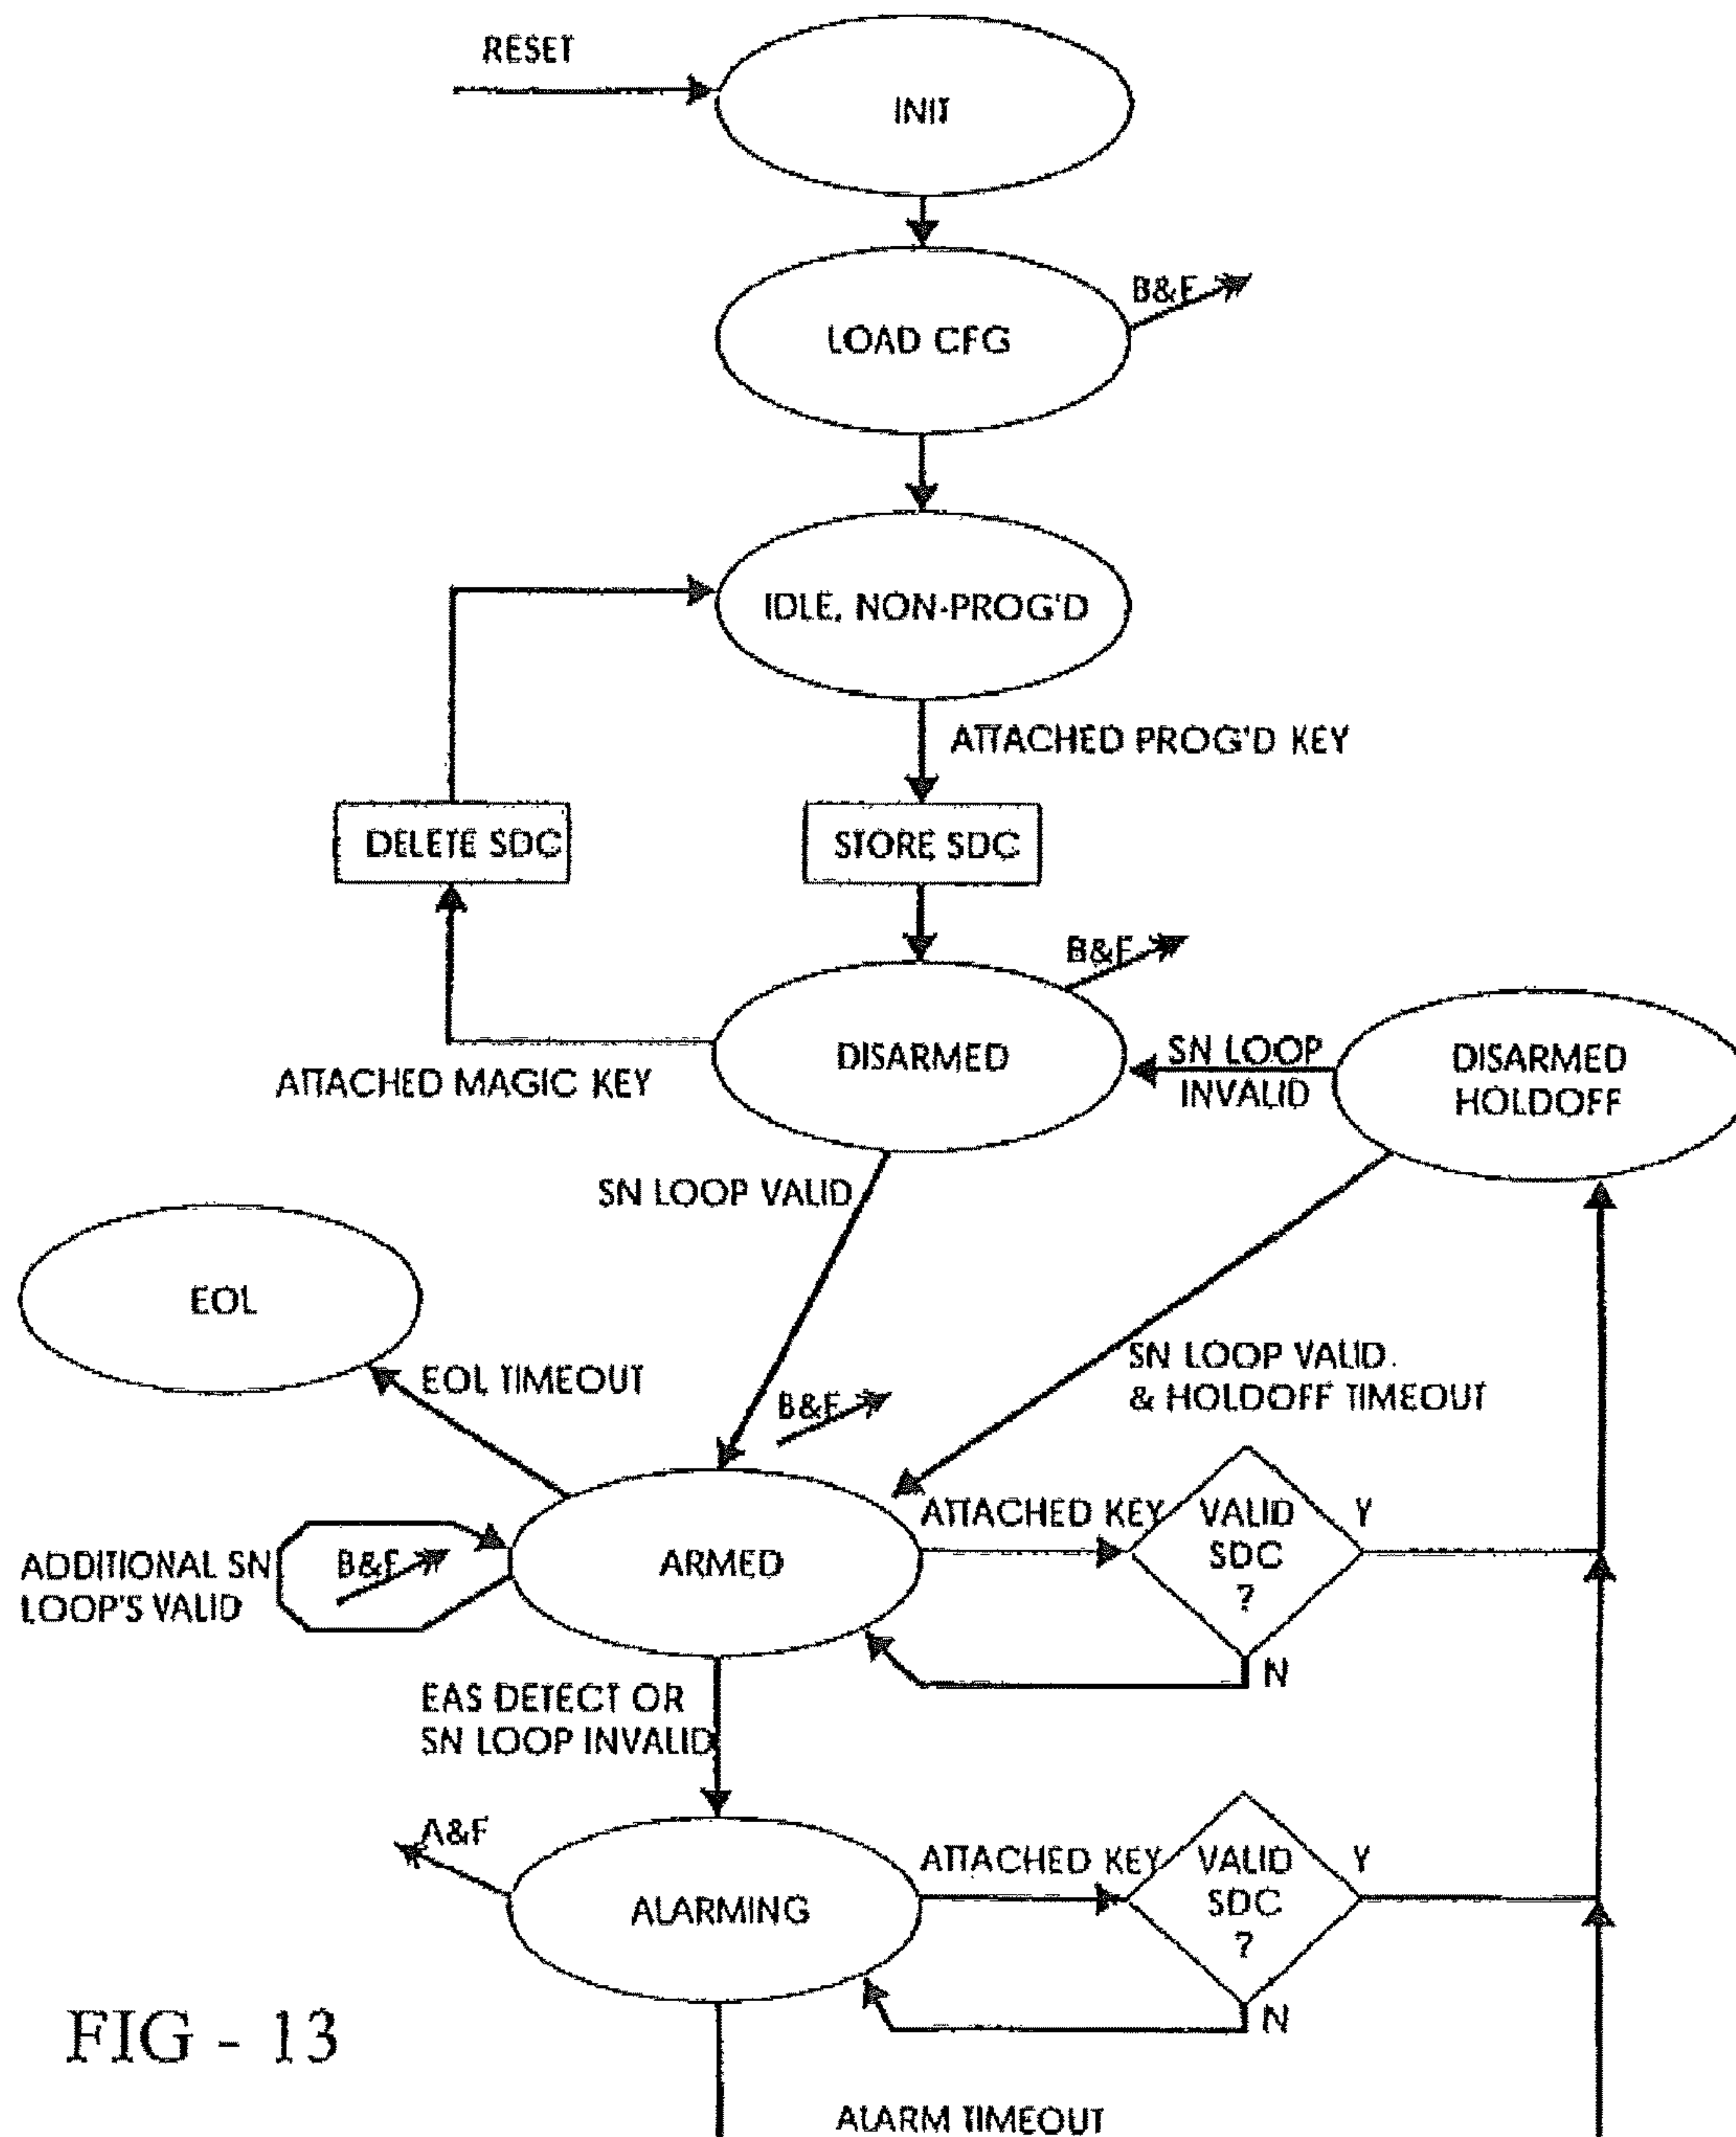 RESET
INIT
B&F
LOAD CFG
IDLE, NON-PROG'D
ATTACHED PROG'D KEY
DELETE SDC
STORE SDC
B&F
DISARMED
SN LOOP
INVALID
DISARMED
HOLDOFF
ATTACHED MAGIC KEY
SN LOOP VALID
EOL
EOL TIMEOUT
SN LOOP VALID.
& HOLDOFF TIMEOUT
B&F
ATTACHED KEY
VALID
SDC
?
Y
N
ADDITIONAL SN
LOOP'S VALID
B&F
ARMED
EAS DETECT OR
SN LOOP INVALID
A&F
ALARMING
ATTACHED KEY
VALID
SDC
?
Y
N
FIG - 13
ALARM TIMEOUT